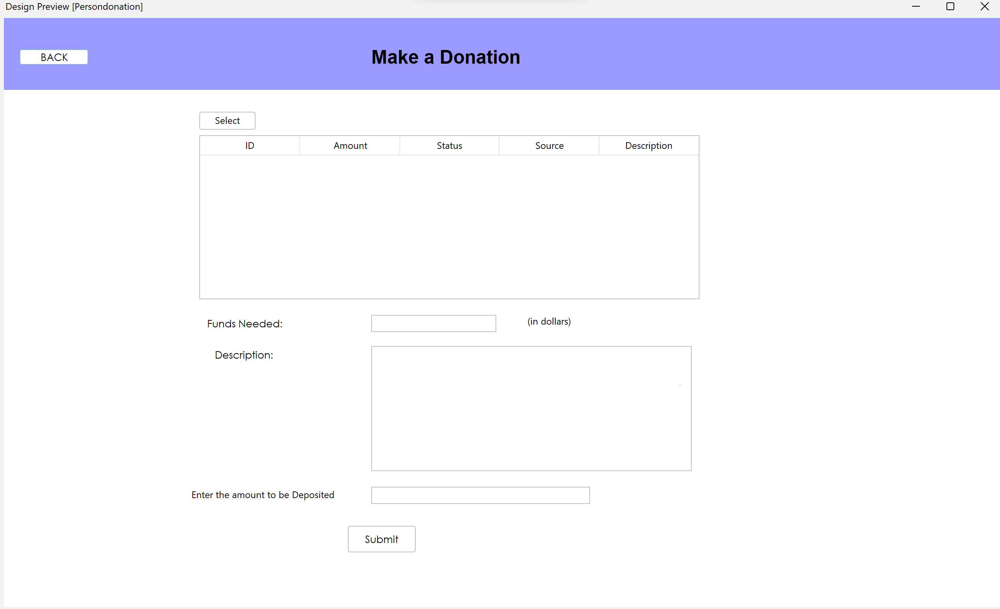 Design Preview [Persondonation]
BACK
Make a Donation
Select
ID Amount Status Source Description
Funds Needed: (in dollars)
Description:
Enter the amount to be Deposited
Submit